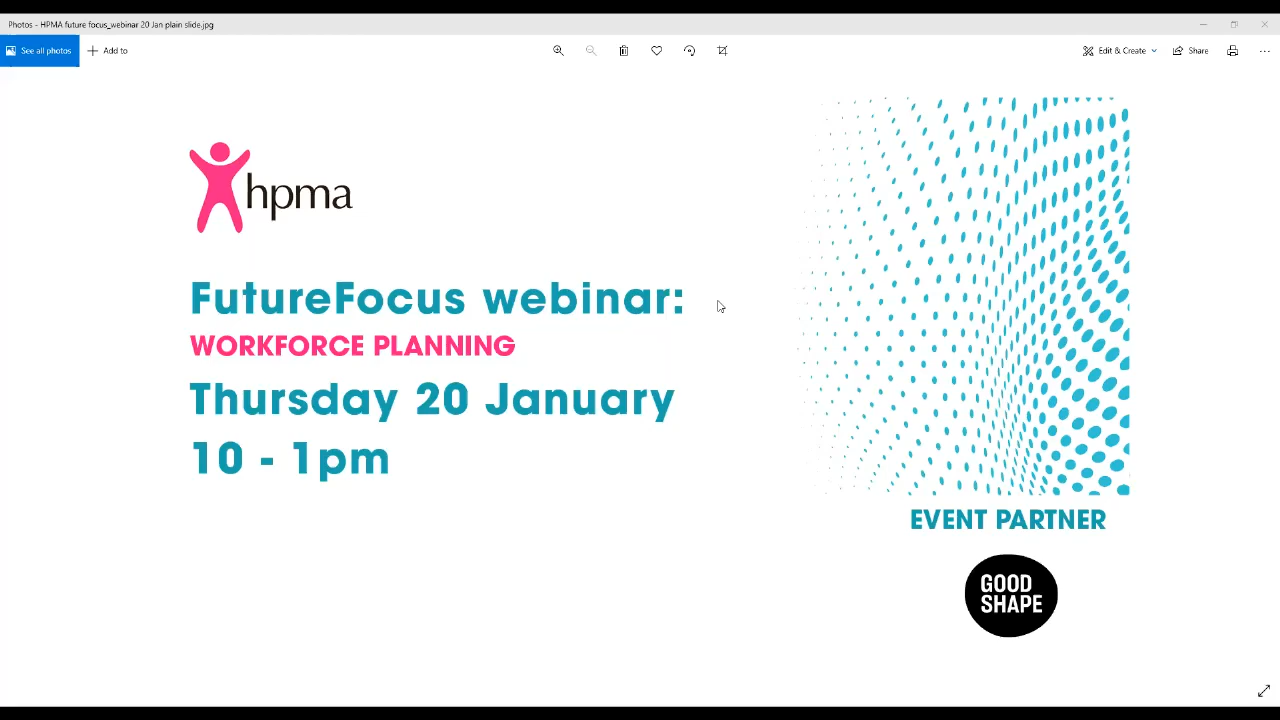 Photos - HPMA future focus_webinar 20 Jan plain slide.jpg
See all photos
Add to
Edit & Create
Share
hpma
FutureFocus webinar:
WORKFORCE PLANNING
Thursday 20 January
10 - 1pm
EVENT PARTNER
GOOD
SHAPE